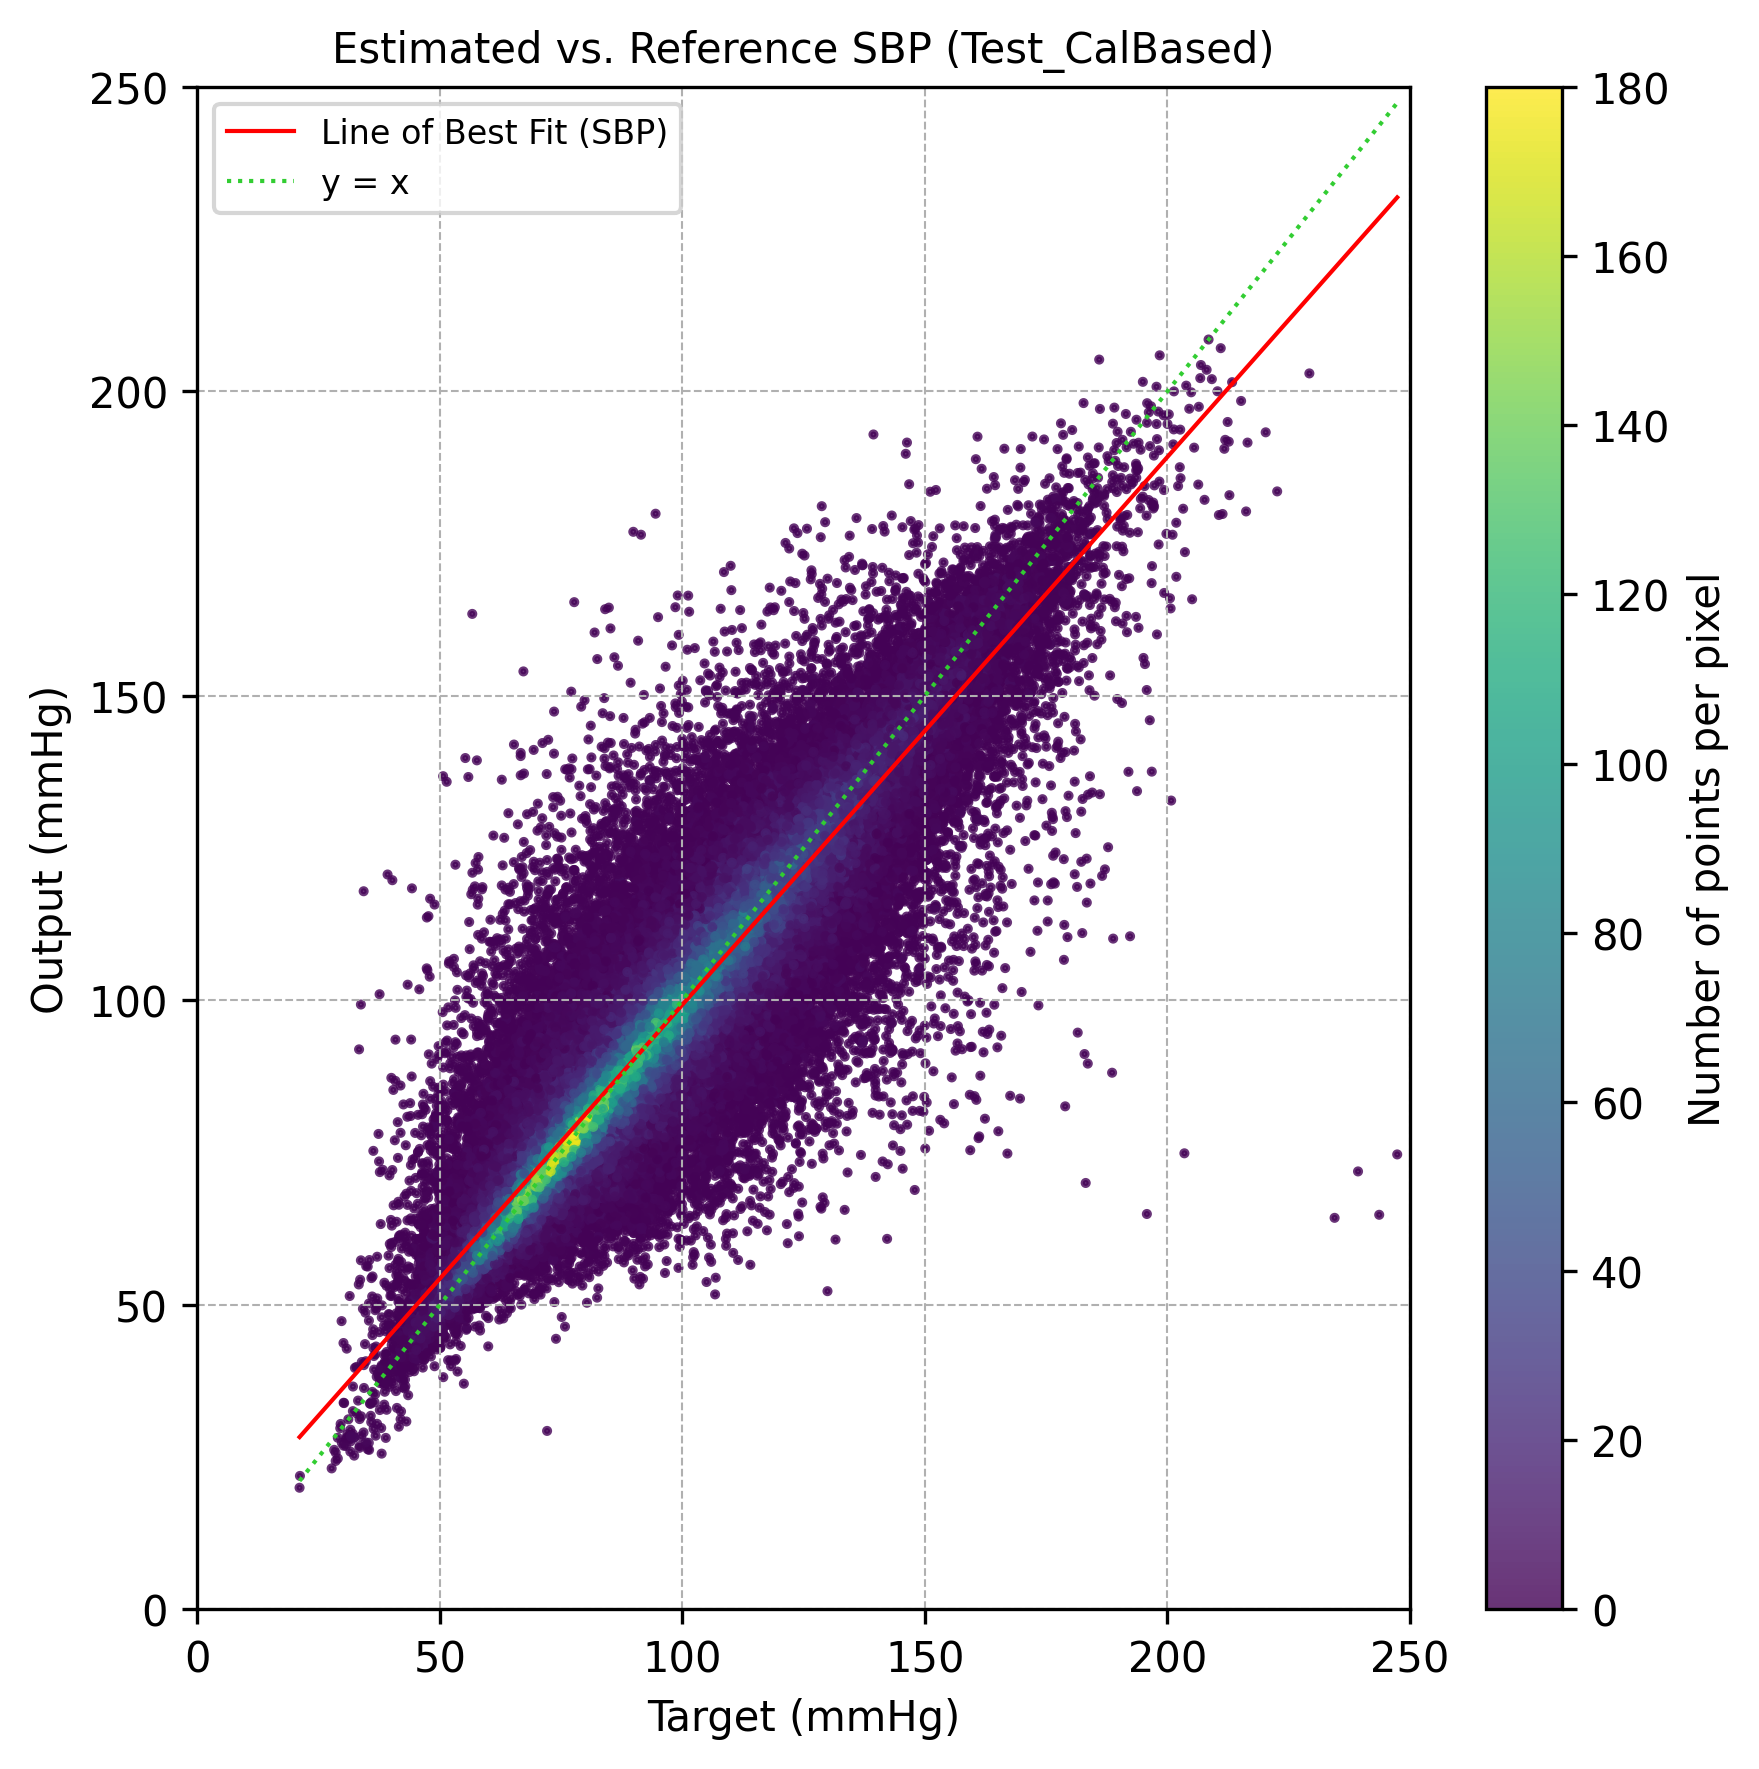 Estimated vs. Reference SBP (Test_CalBased)
Line of Best Fit (SBP)
y = x
Output (mmHg)
250
200
150
100
50
0
0 50 100 150 200 250
Target (mmHg)
180
160
140
120
100
80
60
40
20
0
Number of points per pixel